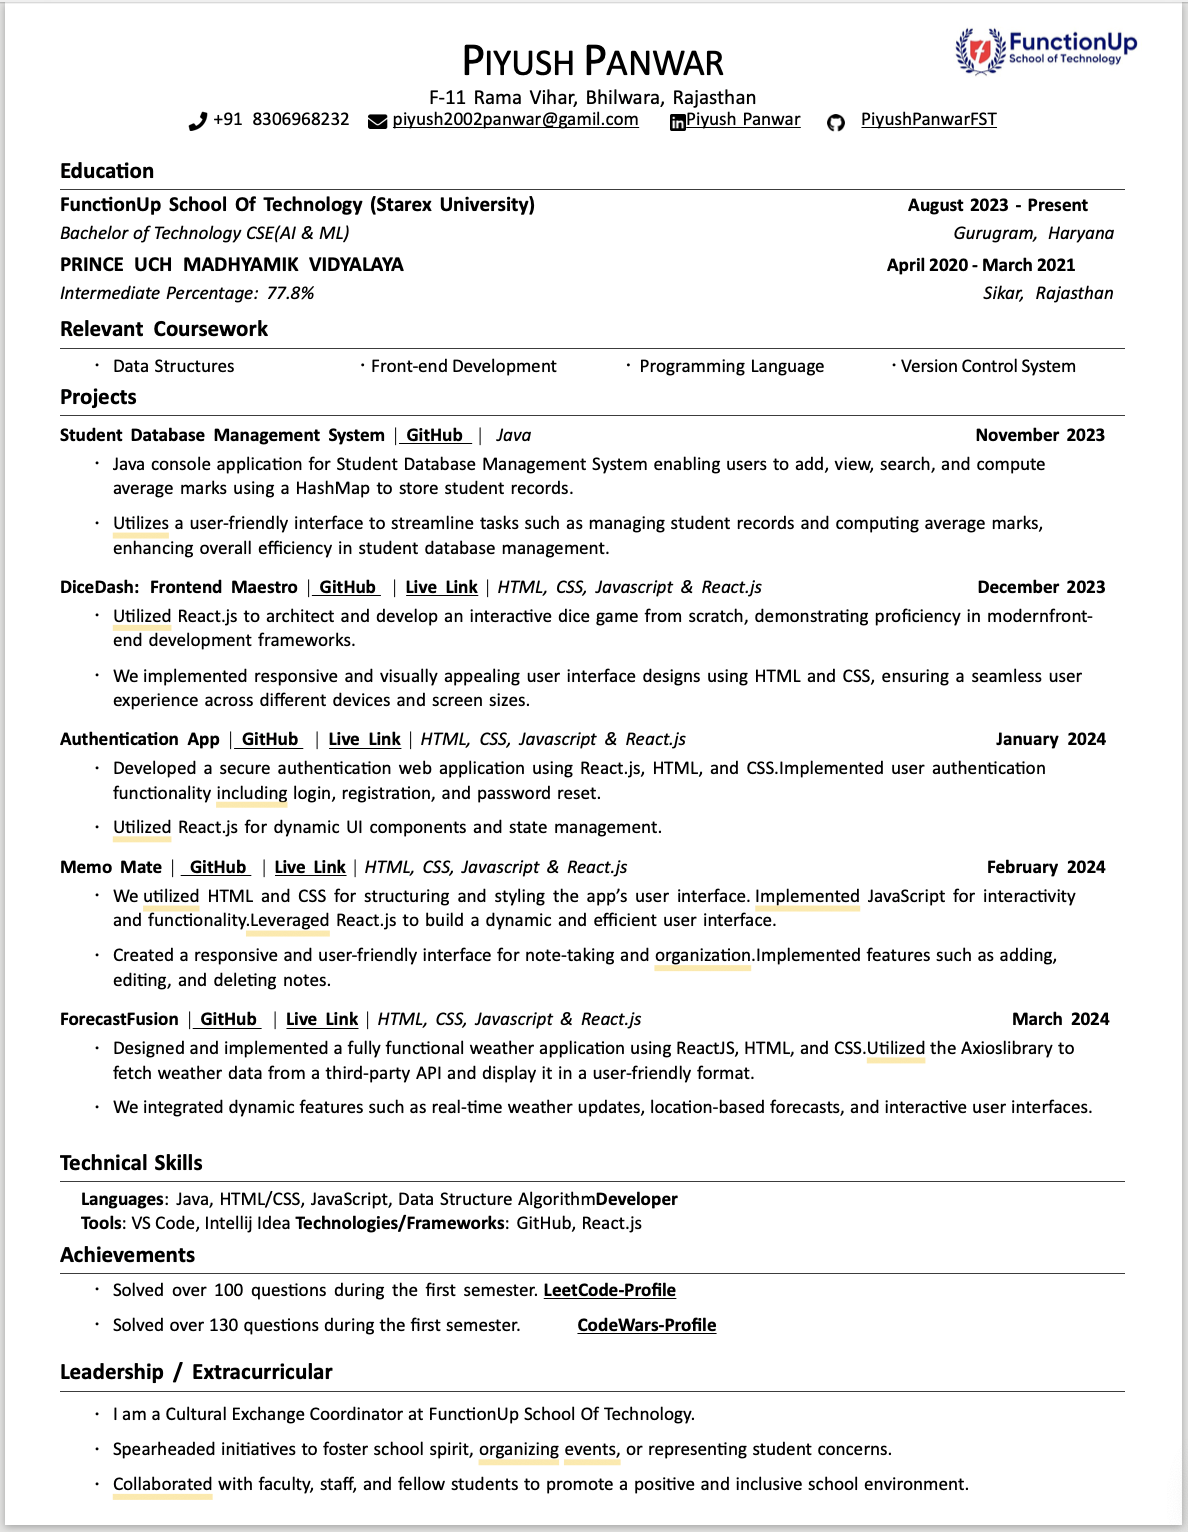 PIYUSH PANWAR
FunctionUp
School of Technology
F-11 Rama Vihar, Bhilwara, Rajasthan
+91 8306968232 piyush2002panwar@gamil.com in Piyush Panwar PiyushPanwarFST
Education
FunctionUp School Of Technology (Starex University) August 2023 - Present
Bachelor of Technology CSE(AI & ML) Gurugram, Haryana
PRINCE UCH MADHYAMIK VIDYALAYA April 2020 - March 2021
Intermediate Percentage: 77.8% Sikar, Rajasthan
Relevant Coursework
· Data Structures · Front-end Development · Programming Language · Version Control System
Projects
Student Database Management System | GitHub | Java November 2023
· Java console application for Student Database Management System enabling users to add, view, search, and compute
average marks using a HashMap to store student records.
· Utilizes a user-friendly interface to streamline tasks such as managing student records and computing average marks,
enhancing overall efficiency in student database management.
DiceDash: Frontend Maestro | GitHub | Live Link | HTML, CSS, Javascript & React.js December 2023
· Utilized React.js to architect and develop an interactive dice game from scratch, demonstrating proficiency in modernfront-
end development frameworks.
· We implemented responsive and visually appealing user interface designs using HTML and CSS, ensuring a seamless user
experience across different devices and screen sizes.
Authentication App | GitHub | Live Link | HTML, CSS, Javascript & React.js January 2024
· Developed a secure authentication web application using React.js, HTML, and CSS.Implemented user authentication
functionality including login, registration, and password reset.
· Utilized React.js for dynamic UI components and state management.
Memo Mate | GitHub | Live Link | HTML, CSS, Javascript & React.js February 2024
· We utilized HTML and CSS for structuring and styling the app’s user interface. Implemented JavaScript for interactivity
and functionality.Leveraged React.js to build a dynamic and efficient user interface.
· Created a responsive and user-friendly interface for note-taking and organization.Implemented features such as adding,
editing, and deleting notes.
ForecastFusion | GitHub | Live Link | HTML, CSS, Javascript & React.js March 2024
· Designed and implemented a fully functional weather application using ReactJS, HTML, and CSS.Utilized the Axioslibrary to
fetch weather data from a third-party API and display it in a user-friendly format.
· We integrated dynamic features such as real-time weather updates, location-based forecasts, and interactive user interfaces.
Technical Skills
Languages: Java, HTML/CSS, JavaScript, Data Structure AlgorithmDeveloper
Tools: VS Code, Intellij Idea Technologies/Frameworks: GitHub, React.js
Achievements
· Solved over 100 questions during the first semester. LeetCode-Profile
· Solved over 130 questions during the first semester. CodeWars-Profile
Leadership / Extracurricular
· I am a Cultural Exchange Coordinator at FunctionUp School Of Technology.
· Spearheaded initiatives to foster school spirit, organizing events, or representing student concerns.
· Collaborated with faculty, staff, and fellow students to promote a positive and inclusive school environment.